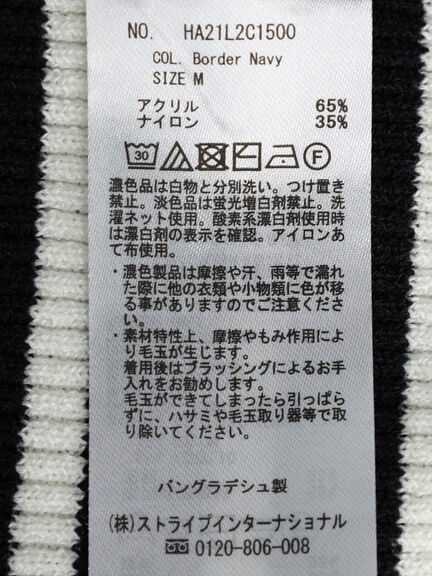 NO. HA21L2C1500
COL. Border Navy
SIZE M
アクリル 65%
ナイロン 35%
30 F
濃色品は白物と分別洗い。つけ置き
禁止。淡色品は蛍光増白剤禁止。洗
濯ネット使用。酸素系漂白剤使用時
は漂白剤の表示を確認。アイロンあ
て布使用。
・濃色製品は摩擦や汗、雨等で濡れ
た際に他の衣類や小物類に色が移
る事がありますのでご注意くださ
い。
・素材特性上、摩擦やもみ作用によ
り毛玉が生じます。
着用後はブラッシングによるお手
入れをお勧めします。
毛玉ができてしまったら引っぱら
ずに、ハサミや毛玉取り器等で取
り除いてください。
バングラデシュ製
(株)ストライプインターナショナル
0120-806-008